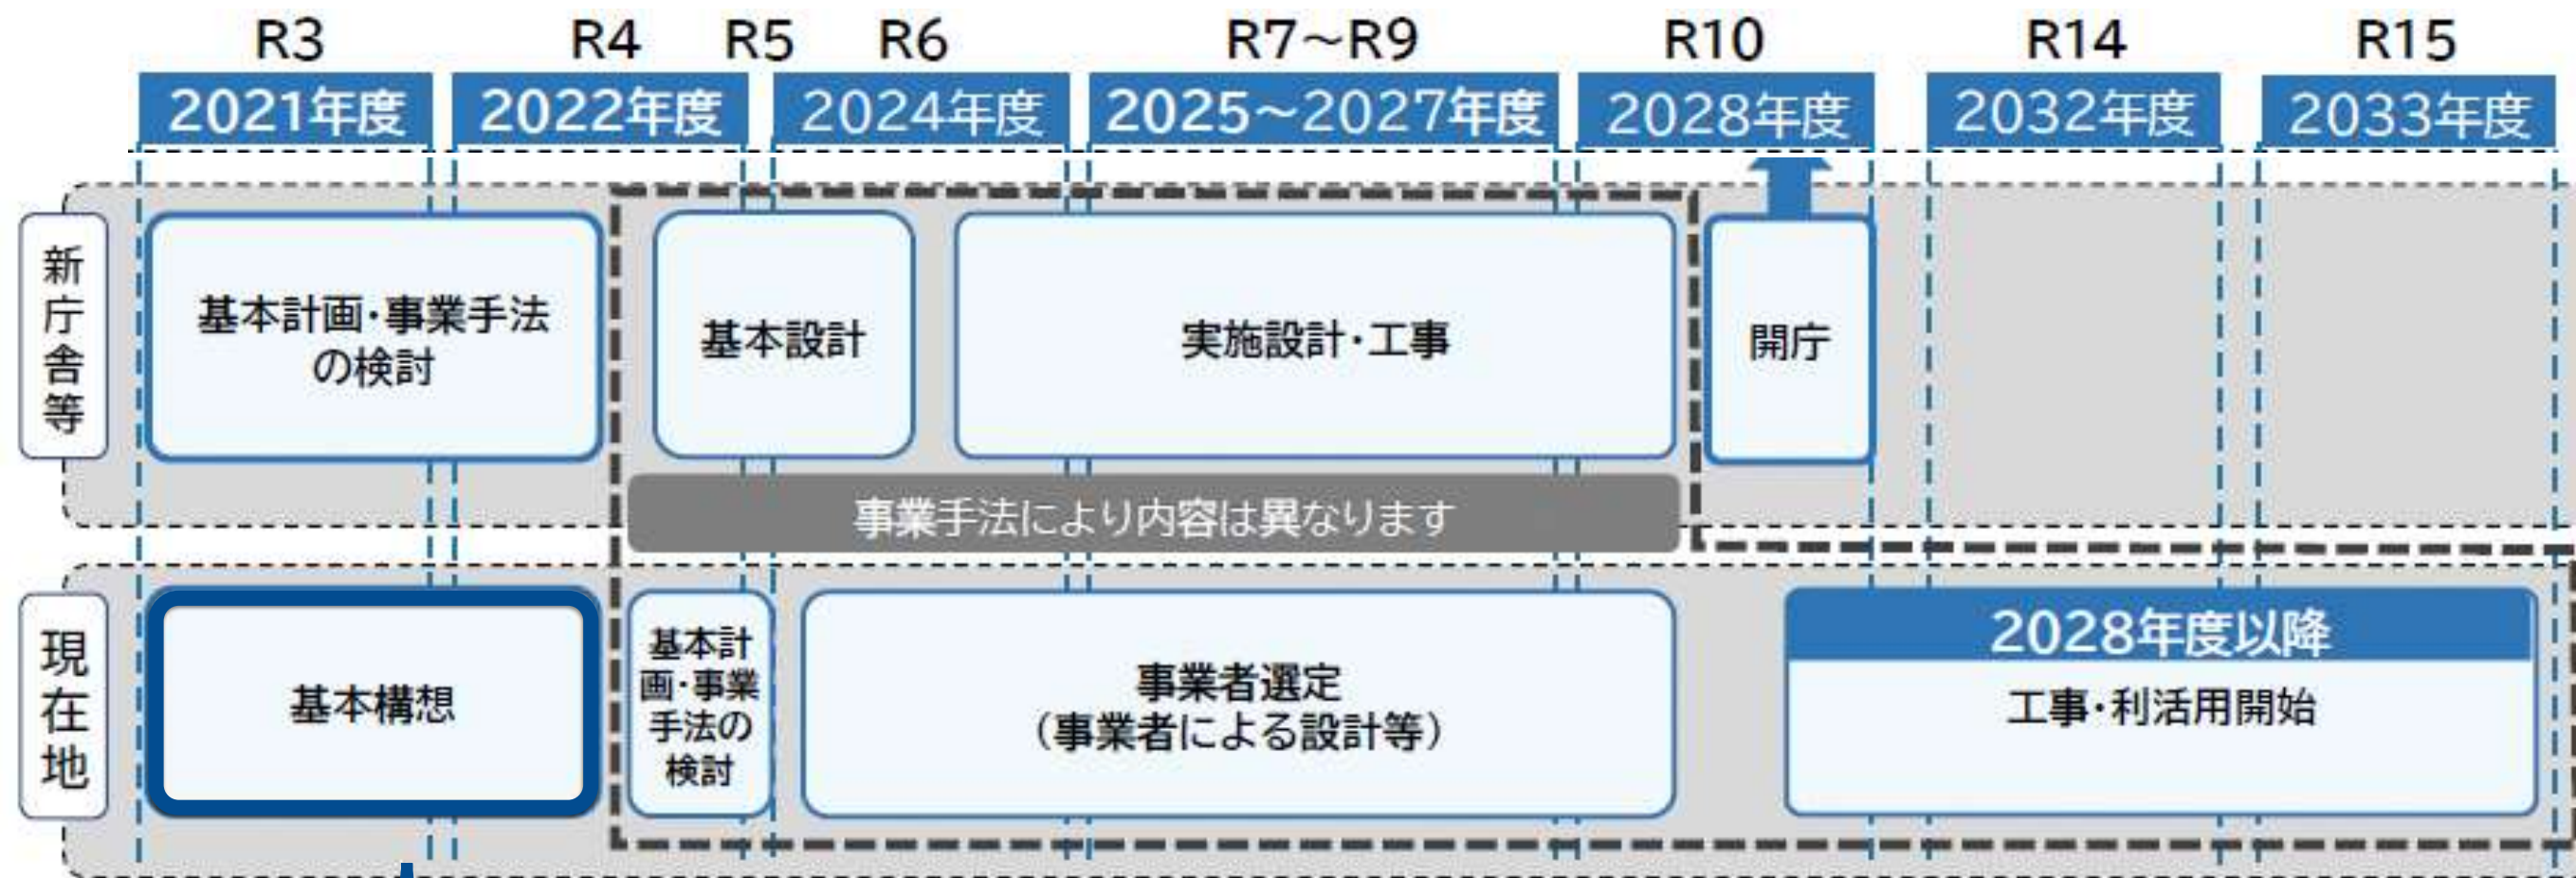 R3
R4
R5
R6
R7～R9
R10
R14
R15
2021年度
2022年度
2024年度
2025～2027年度
2028年度
2032年度
2033年度
新庁舎等
基本計画・事業手法
の検討
基本設計
実施設計・工事
開庁
事業手法により内容は異なります
現在地
基本構想
基本計
画・事業
手法の
検討
事業者選定
（事業者による設計等）
2028年度以降
工事・利活用開始